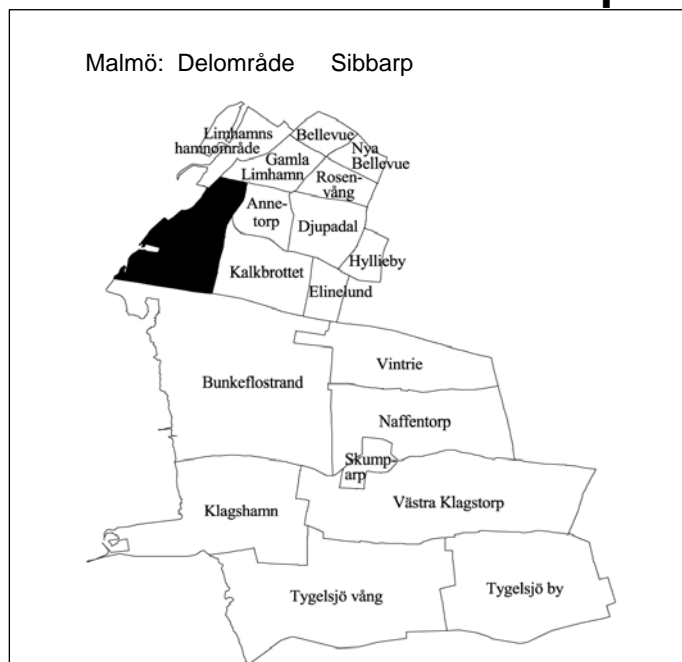 Malmö: Delområde Sibbarp
Limhamns
hamnområde
Bellevue
Nya
Bellevue
Gamla
Limhamn
Rosen-
vång
Anne-
torp
Djupadal
Hyllieby
Kalkbrottet
Elinelund
Vintrie
Bunkeflostrand
Naffentorp
Skump-
arp
Klagshamn
Västra Klagstorp
Tygelsjö vång
Tygelsjö by